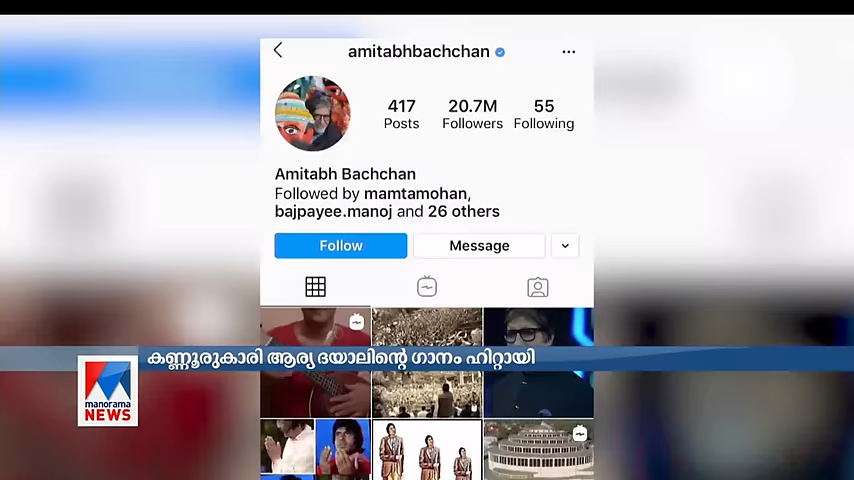 amitabhbachchan
417
20.7M
55
Posts
Followers
Following
Amitabh Bachchan
Followed by mamtamohan,
bajpayee.manoj and 26 others
Follow
Message
കണ്ണൂരുകാരി ആര്യ ദയാലിന്റെ ഗാനം ഹിറ്റായി
manorama
NEWS